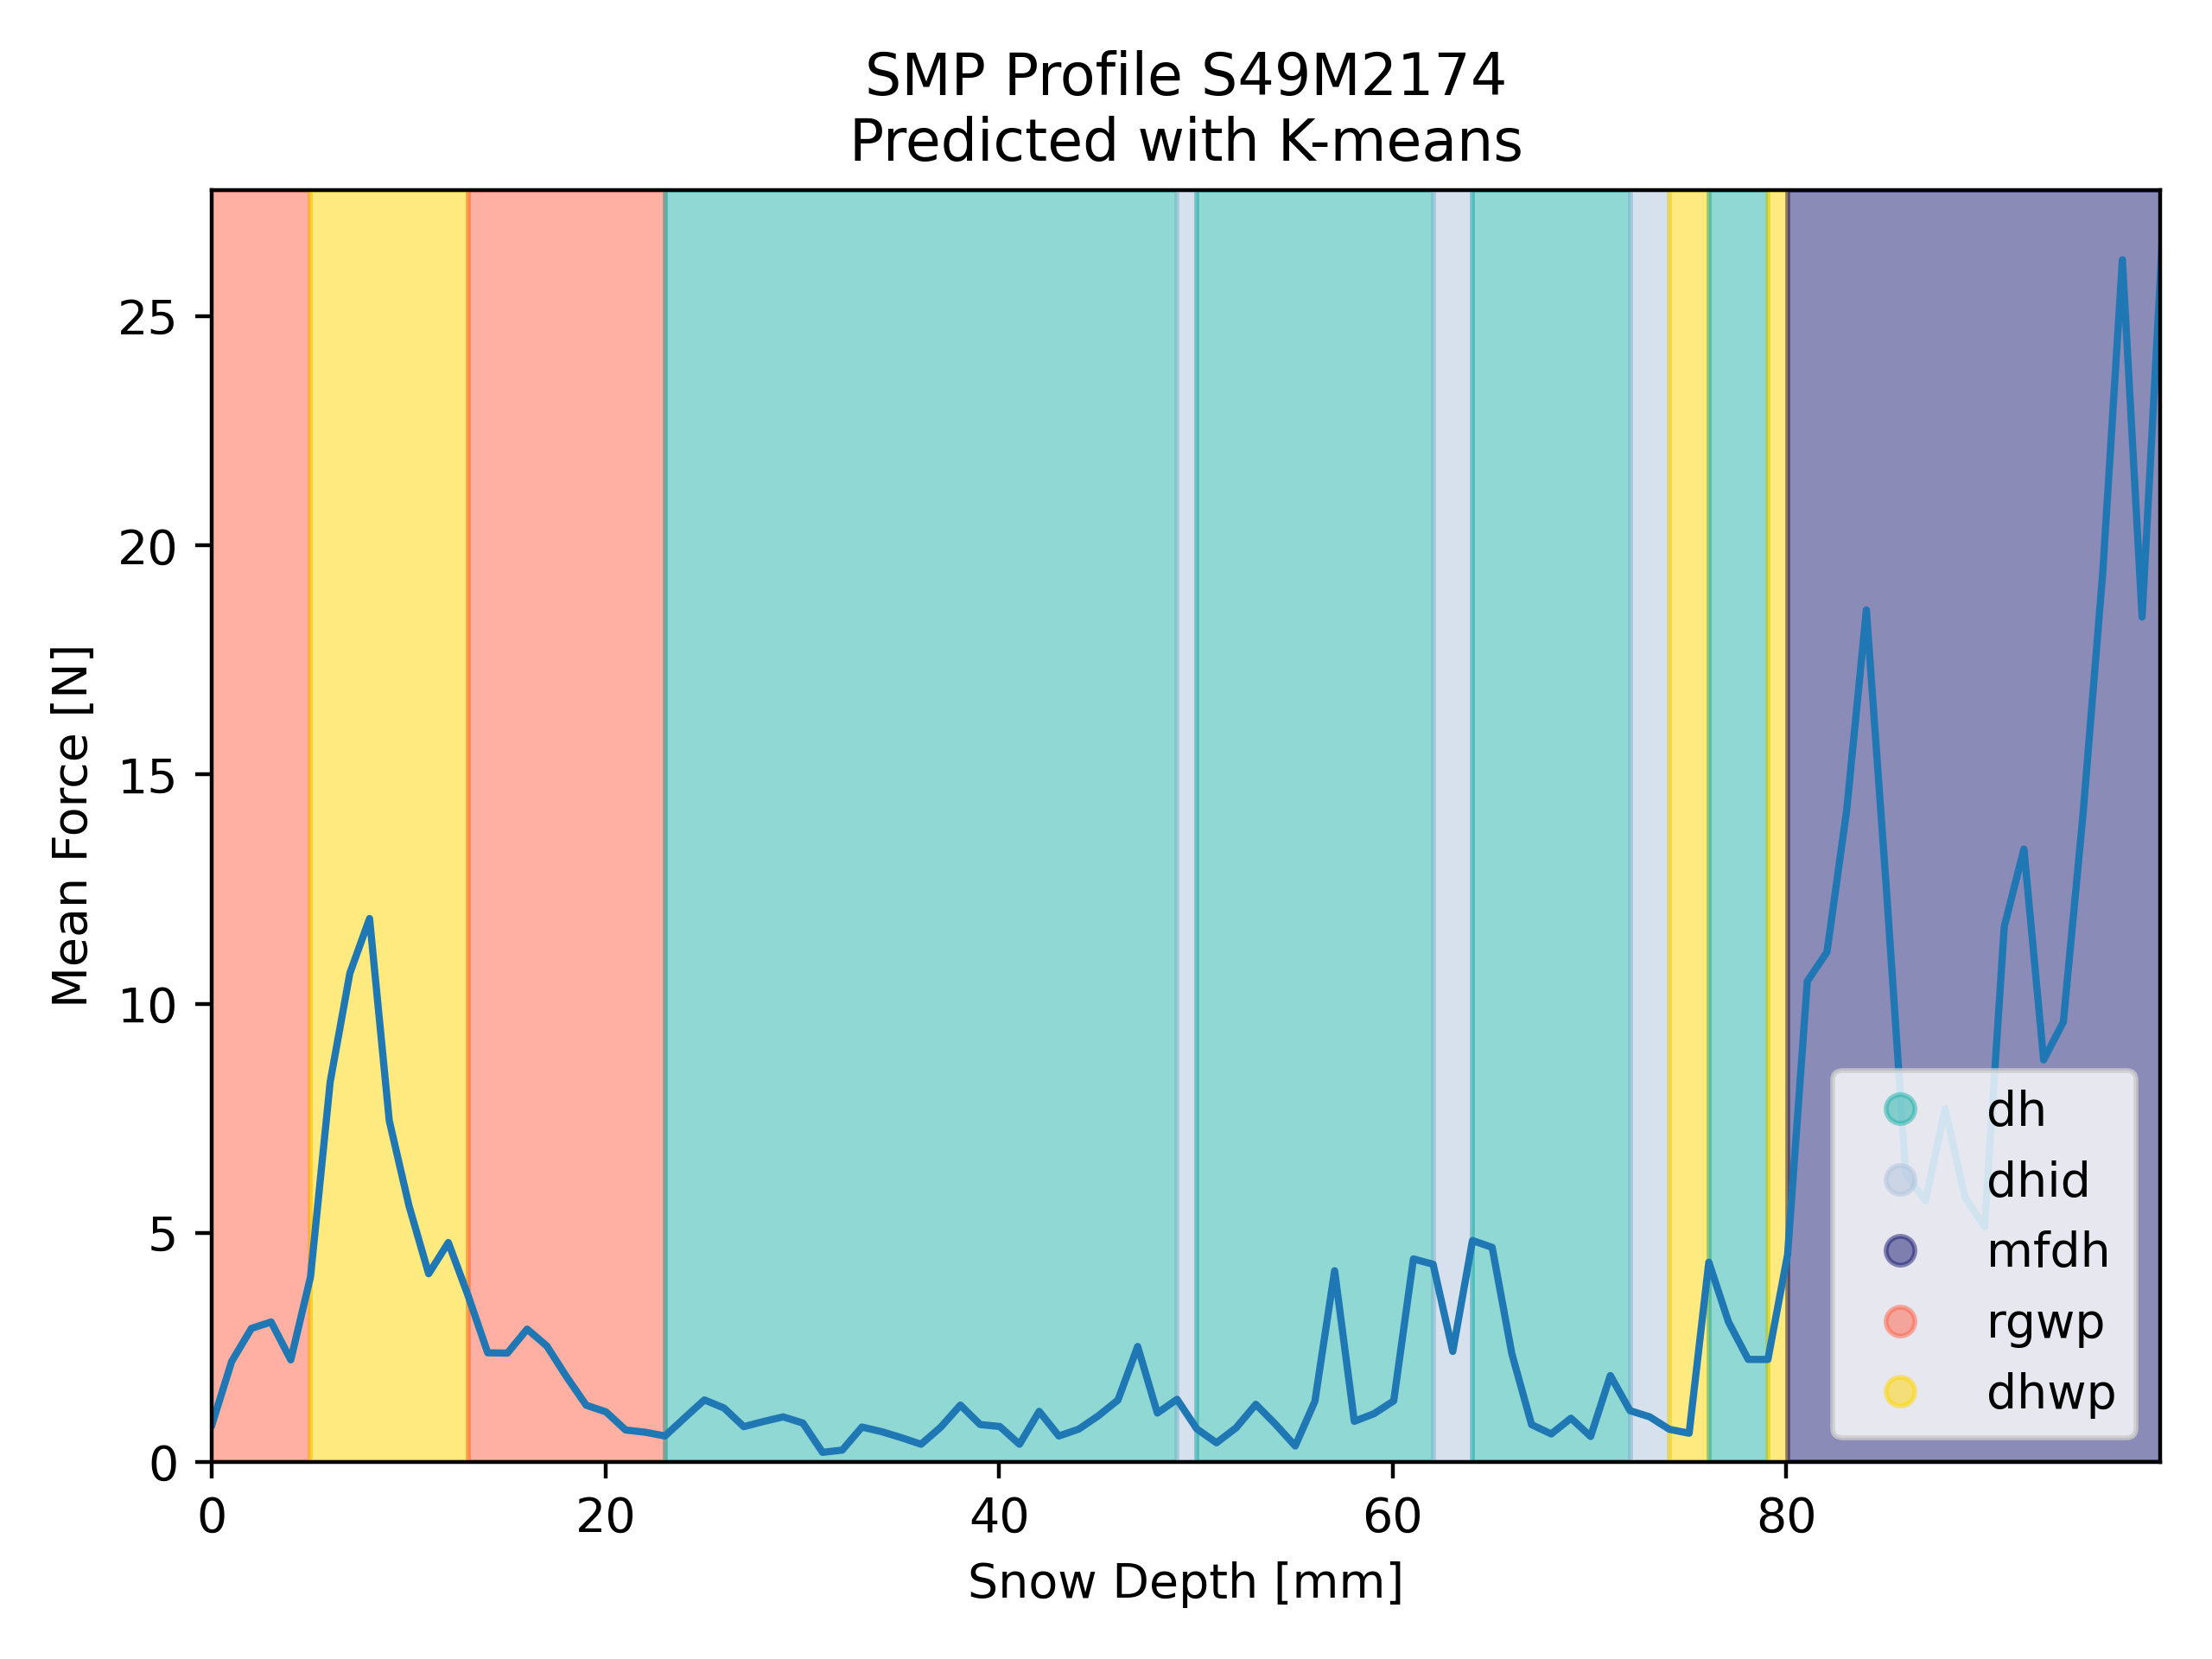 SMP Profile S49M2174
Predicted with K-means
Mean Force [N]
25
20
15
10
5
0
0 20 40 60 80
Snow Depth [mm]
dh
dhid
mfdh
rgwp
dhwp